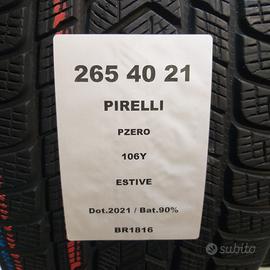 265 40 21
PIRELLI
PZERO
106Y
ESTIVE
Dot.2021 / Bat.90%
BR1816
subito